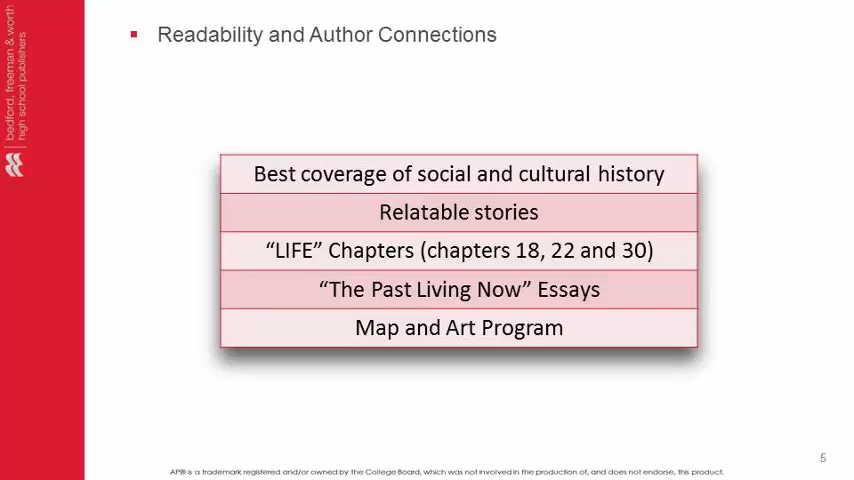 bedford, freeman & worth
high school publishers
Readability and Author Connections
Best coverage of social and cultural history
Relatable stories
“LIFE” Chapters (chapters 18, 22 and 30)
“The Past Living Now” Essays
Map and Art Program
5
AP® is a trademark registered and/or owned by the College Board, which was not involved in the production of, and does not endorse, this product.